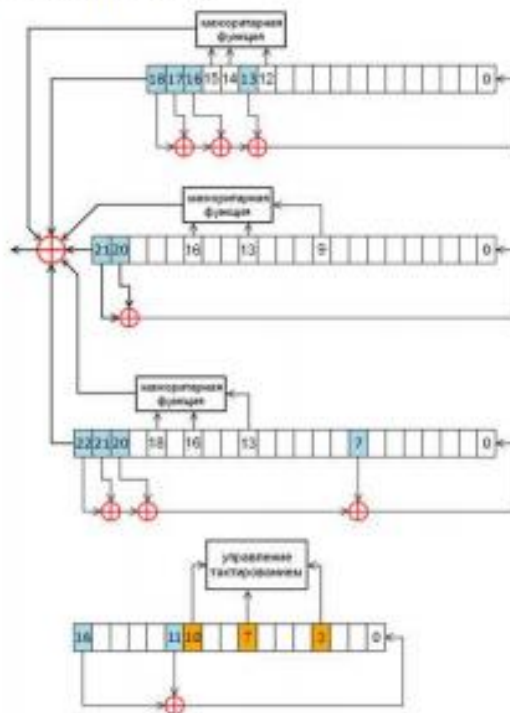 мажоритарная
функция
18 17 16 15 14 13 12 0
мажоритарная
функция
21 20 16 13 9 0
мажоритарная
функция
22 21 20 18 16 13 7 0
управление
тактированием
16 11 10 7 3 0